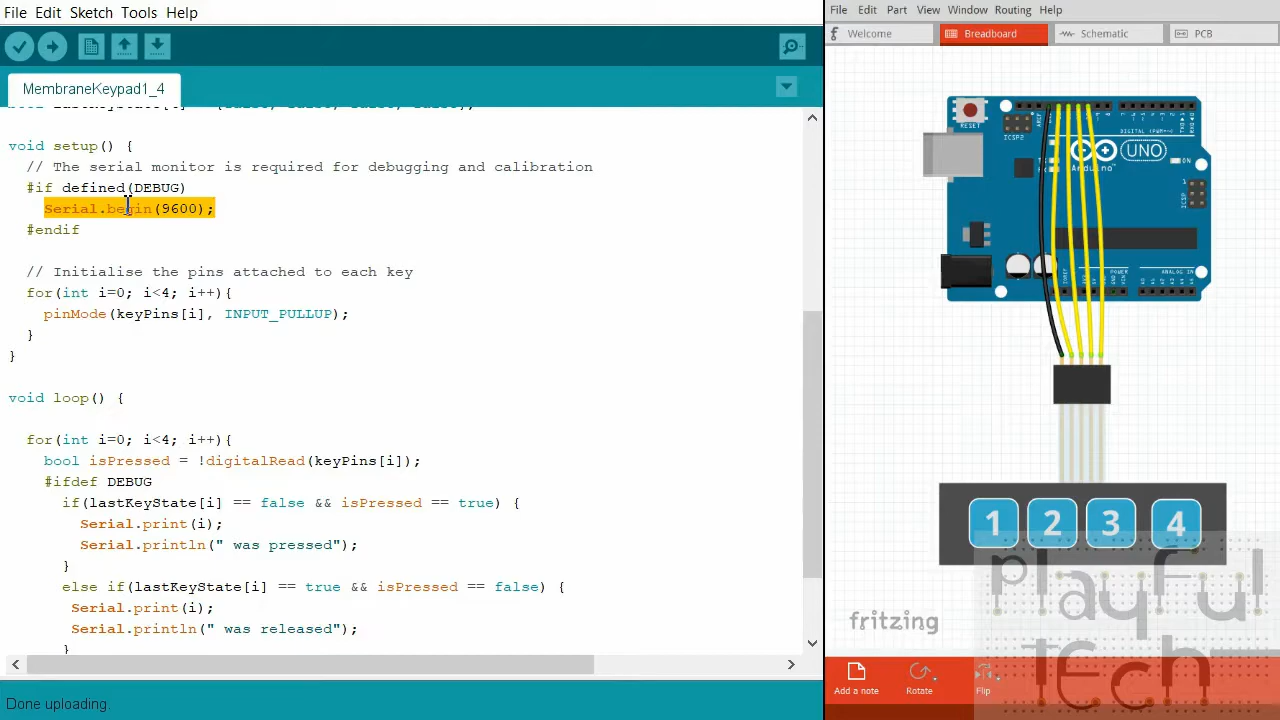 File Edit Sketch Tools Help
MembraneKeypad1_4
void setup() {
// The serial monitor is required for debugging and calibration
#if defined(DEBUG)
Serial.begin(9600);
#endif
// Initialise the pins attached to each key
for(int i=0; i<4; i++){
pinMode(keyPins[i], INPUT_PULLUP);
}
}
void loop() {
for(int i=0; i<4; i++){
bool isPressed = !digitalRead(keyPins[i]);
#ifdef DEBUG
if(lastKeyState[i] == false && isPressed == true) {
Serial.print(i);
Serial.println(" was pressed");
}
else if(lastKeyState[i] == true && isPressed == false) {
Serial.print(i);
Serial.println(" was released");
}
Done uploading.
File Edit Part View Window Routing Help
Welcome Breadboard Schematic PCB
RESET
ICSP2
AREF
DIGITAL (PWM=~)
UNO
ON
Arduino
ICSP
POWER
ANALOG IN
1 2 3 4
fritzing
playful
tech
Add a note Rotate Flip